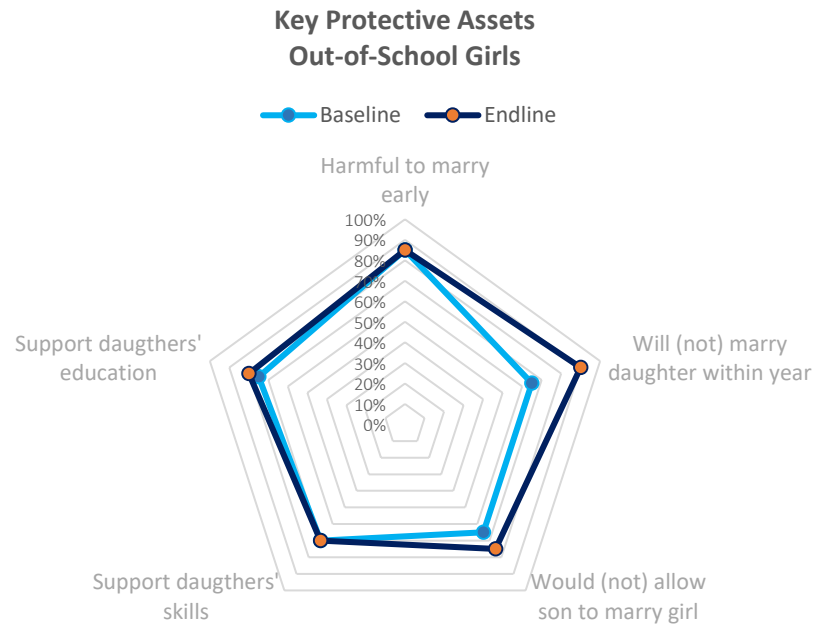 Key Protective Assets
Out-of-School Girls
Baseline Endline
Harmful to marry
early
100%
90%
80%
70%
60%
50%
40%
30%
20%
10%
0%
Support daugthers'
education
Will (not) marry
daughter within year
Support daugthers'
skills
Would (not) allow
son to marry girl